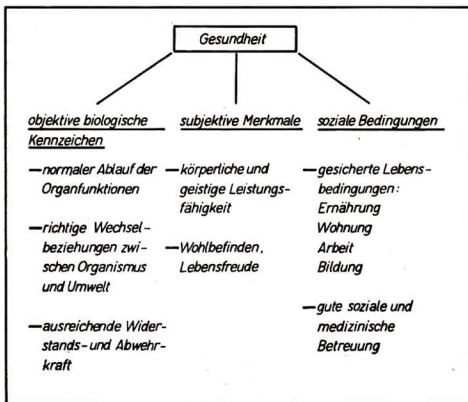 Gesundheit
objektive biologische
Kennzeichen
—normaler Ablauf der
Organfunktionen
—richtige Wechsel-
beziehungen zwi-
schen Organismus
und Umwelt
—ausreichende Wider-
stands- und Abwehr-
kraft
subjektive Merkmale
—körperliche und
geistige Leistungs-
fähigkeit
—Wohlbefinden,
Lebensfreude
soziale Bedingungen
—gesicherte Lebens-
bedingungen:
Ernährung
Wohnung
Arbeit
Bildung
—gute soziale und
medizinische
Betreuung